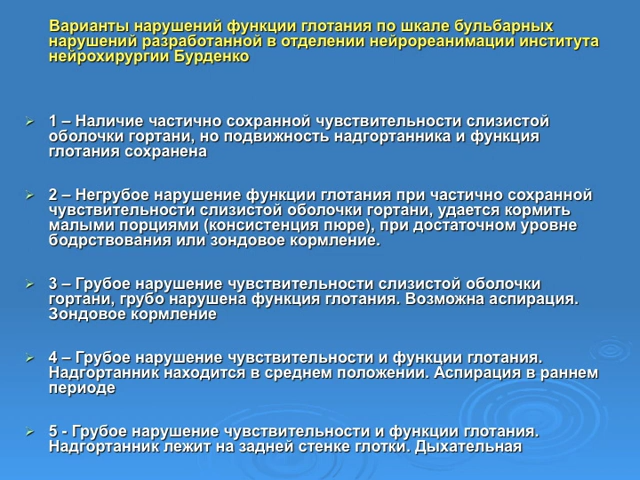 Варианты нарушений функции глотания по шкале бульбарных
нарушений разработанной в отделении нейрореанимации института
нейрохирургии Бурденко
1 – Наличие частично сохранной чувствительности слизистой
оболочки гортани, но подвижность надгортанника и функция
глотания сохранена
2 – Негрубое нарушение функции глотания при частично сохранной
чувствительности слизистой оболочки гортани, удается кормить
малыми порциями (консистенция пюре), при достаточном уровне
бодрствования или зондовое кормление.
3 – Грубое нарушение чувствительности слизистой оболочки
гортани, грубо нарушена функция глотания. Возможна аспирация.
Зондовое кормление
4 – Грубое нарушение чувствительности и функции глотания.
Надгортанник находится в среднем положении. Аспирация в раннем
периоде
5 - Грубое нарушение чувствительности и функции глотания.
Надгортанник лежит на задней стенке глотки. Дыхательная